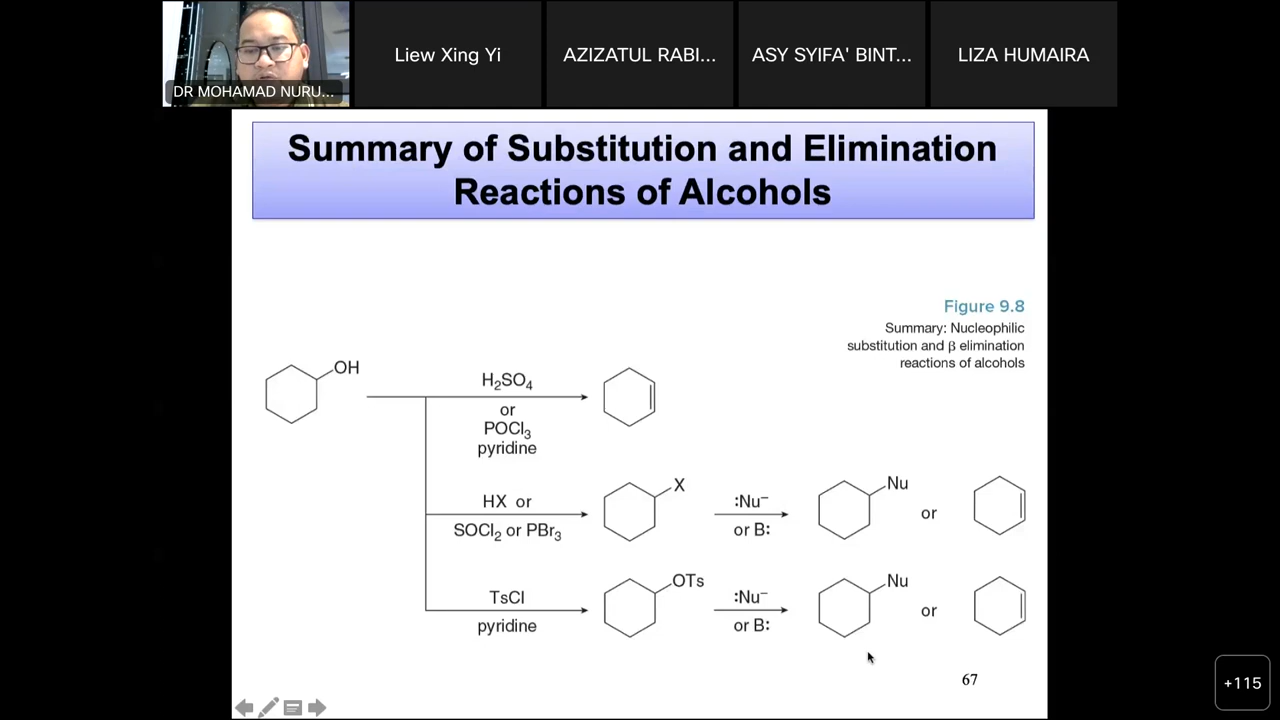 DR MOHAMAD NURU...
Liew Xing Yi
AZIZATUL RABI...
ASY SYIFA' BINT...
LIZA HUMAIRA
Summary of Substitution and Elimination
Reactions of Alcohols
Figure 9.8
Summary: Nucleophilic
substitution and β elimination
reactions of alcohols
OH
H₂SO₄
or
POCl₃
pyridine
HX or
SOCl₂ or PBr₃
X
:Nu⁻
or B:
Nu
or
TsCl
pyridine
OTs
:Nu⁻
or B:
Nu
or
67
+115